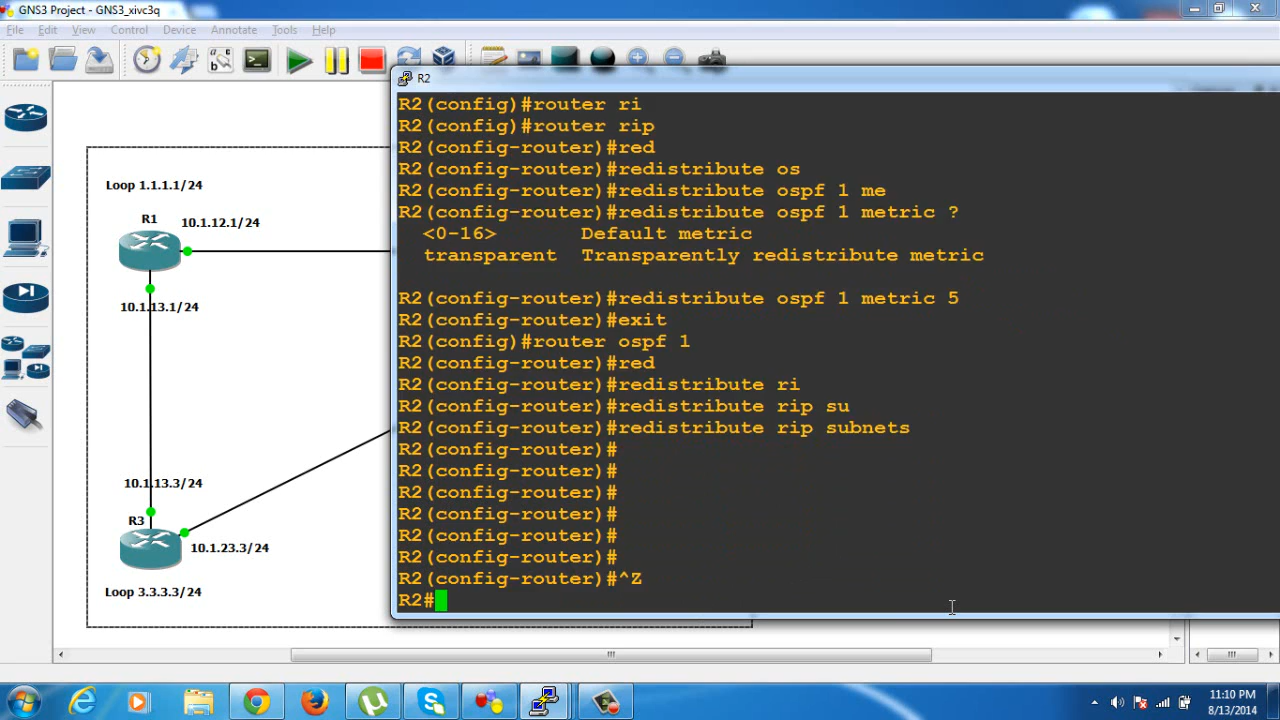 GNS3 Project - GNS3_xivc3q
File Edit View Control Device Annotate Tools Help
R2
Loop 1.1.1.1/24
R1
10.1.12.1/24
10.1.13.1/24
10.1.13.3/24
R3
10.1.23.3/24
Loop 3.3.3.3/24
R2(config)#router ri
R2(config)#router rip
R2(config-router)#red
R2(config-router)#redistribute os
R2(config-router)#redistribute ospf 1 me
R2(config-router)#redistribute ospf 1 metric ?
<0-16> Default metric
transparent Transparently redistribute metric
R2(config-router)#redistribute ospf 1 metric 5
R2(config-router)#exit
R2(config)#router ospf 1
R2(config-router)#red
R2(config-router)#redistribute ri
R2(config-router)#redistribute rip su
R2(config-router)#redistribute rip subnets
R2(config-router)#
R2(config-router)#
R2(config-router)#
R2(config-router)#
R2(config-router)#
R2(config-router)#
R2(config-router)#^Z
R2#
11:10 PM
8/13/2014